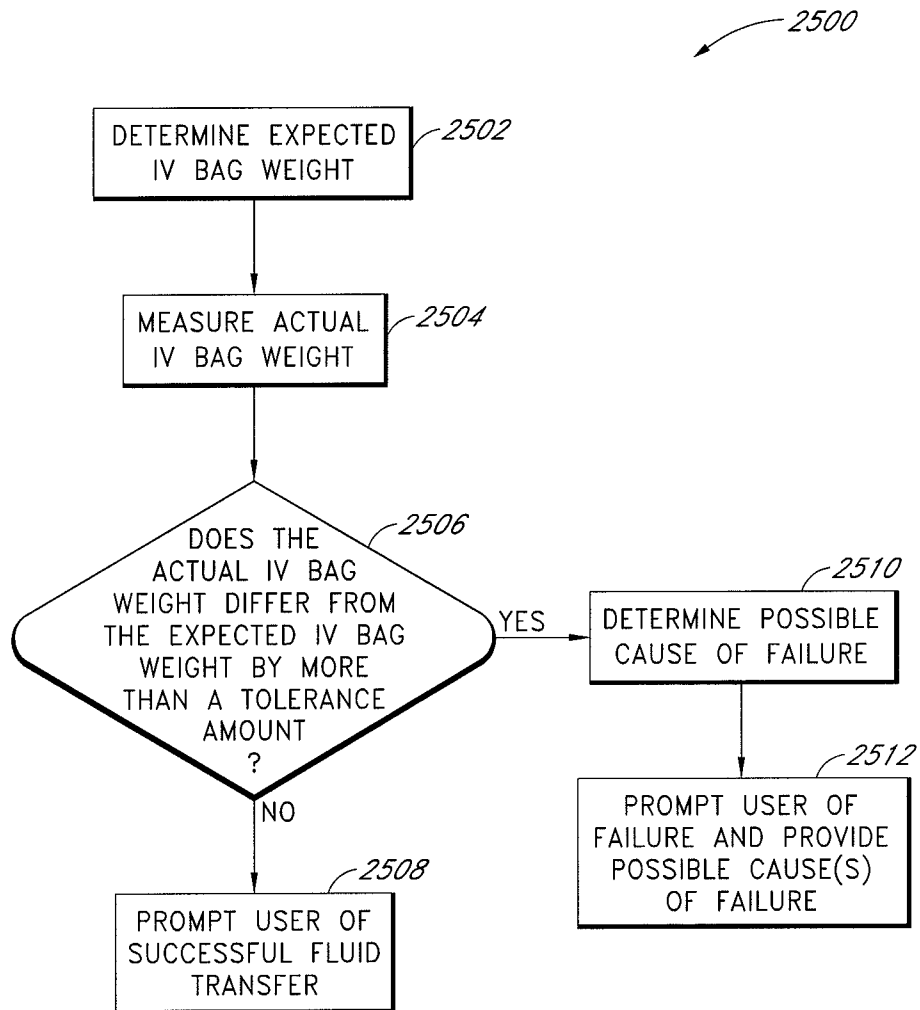 2500
DETERMINE EXPECTED
IV BAG WEIGHT
2502
MEASURE ACTUAL
IV BAG WEIGHT
2504
DOES THE
ACTUAL IV BAG
WEIGHT DIFFER FROM
THE EXPECTED IV BAG
WEIGHT BY MORE
THAN A TOLERANCE
AMOUNT
?
2506
YES
DETERMINE POSSIBLE
CAUSE OF FAILURE
2510
PROMPT USER OF
FAILURE AND PROVIDE
POSSIBLE CAUSE(S)
OF FAILURE
2512
NO
PROMPT USER OF
SUCCESSFUL FLUID
TRANSFER
2508